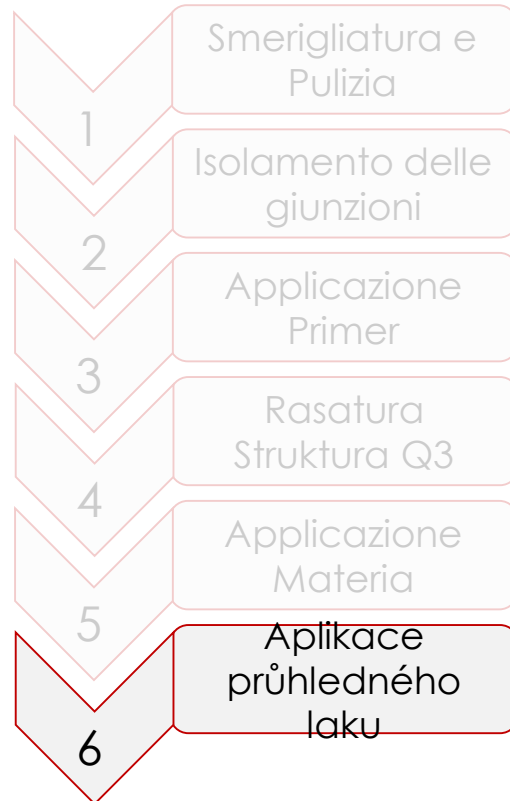 1
Smerigliatura e
Pulizia
2
Isolamento delle
giunzioni
3
Applicazione
Primer
4
Rasatura
Struktura Q3
5
Applicazione
Materia
6
Aplikace
průhledného
laku